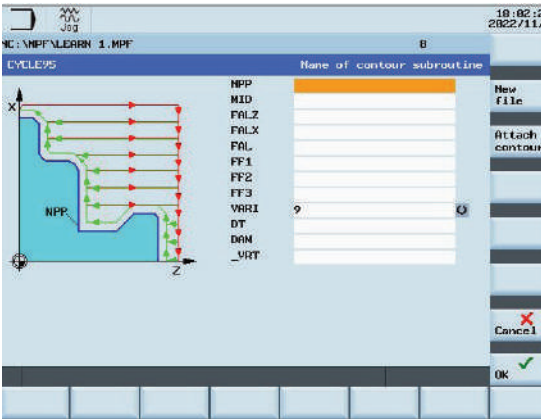 Jog
10:02:2
2022/11/
NC:\MPF\LEARN 1.MPF
8
CYCLE95
Name of contour subroutine
NPP
MID
FALZ
FALX
FAL
FF1
FF2
FF3
VARI 9
DT
DAM
_VRT
X
NPP
Z
New
file
Attach
contour
Cancel
OK